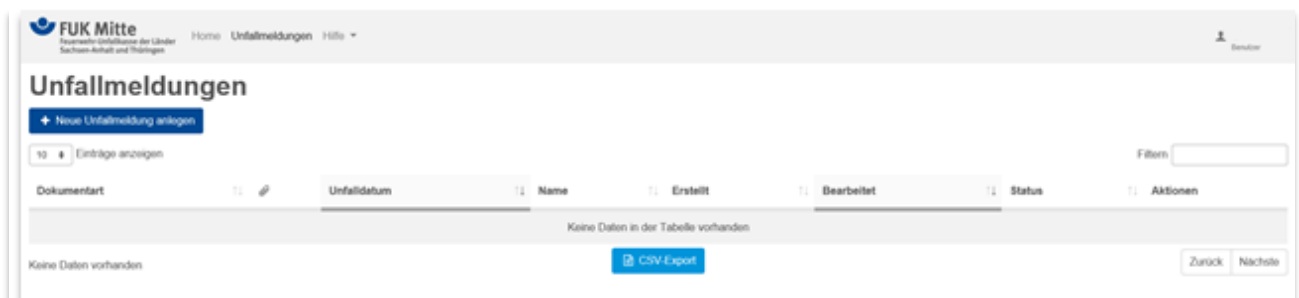 FUK Mitte
Feuerwehr-Unfallkasse der Länder
Sachsen-Anhalt und Thüringen
Home Unfallmeldungen Hilfe
Benutzer
Unfallmeldungen
+ Neue Unfallmeldung anlegen
10 Einträge anzeigen
Filtern
Dokumentart Unfalldatum Name Erstellt Bearbeitet Status Aktionen
Keine Daten in der Tabelle vorhanden
Keine Daten vorhanden
CSV-Export
Zurück Nächste